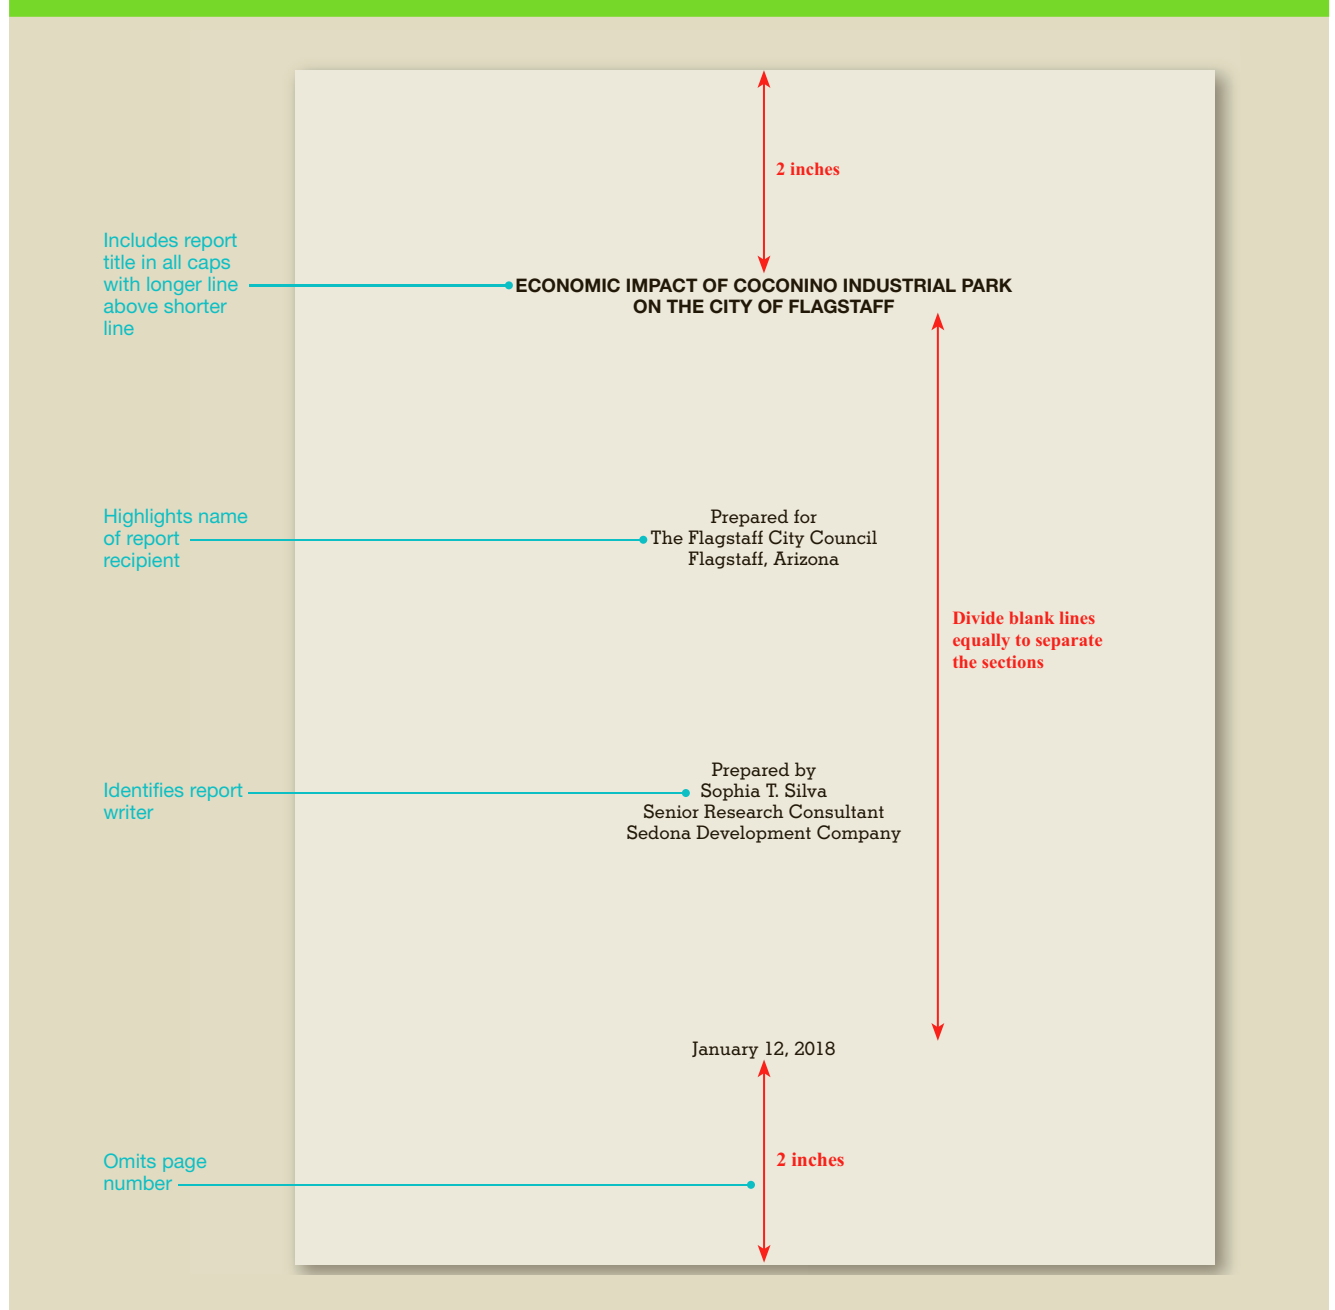 2 inches
Includes report
title in all caps
with longer line
above shorter
line
ECONOMIC IMPACT OF COCONINO INDUSTRIAL PARK
ON THE CITY OF FLAGSTAFF
Highlights name
of report
recipient
Prepared for
The Flagstaff City Council
Flagstaff, Arizona
Divide blank lines
equally to separate
the sections
Identifies report
writer
Prepared by
Sophia T. Silva
Senior Research Consultant
Sedona Development Company
January 12, 2018
Omits page
number
2 inches